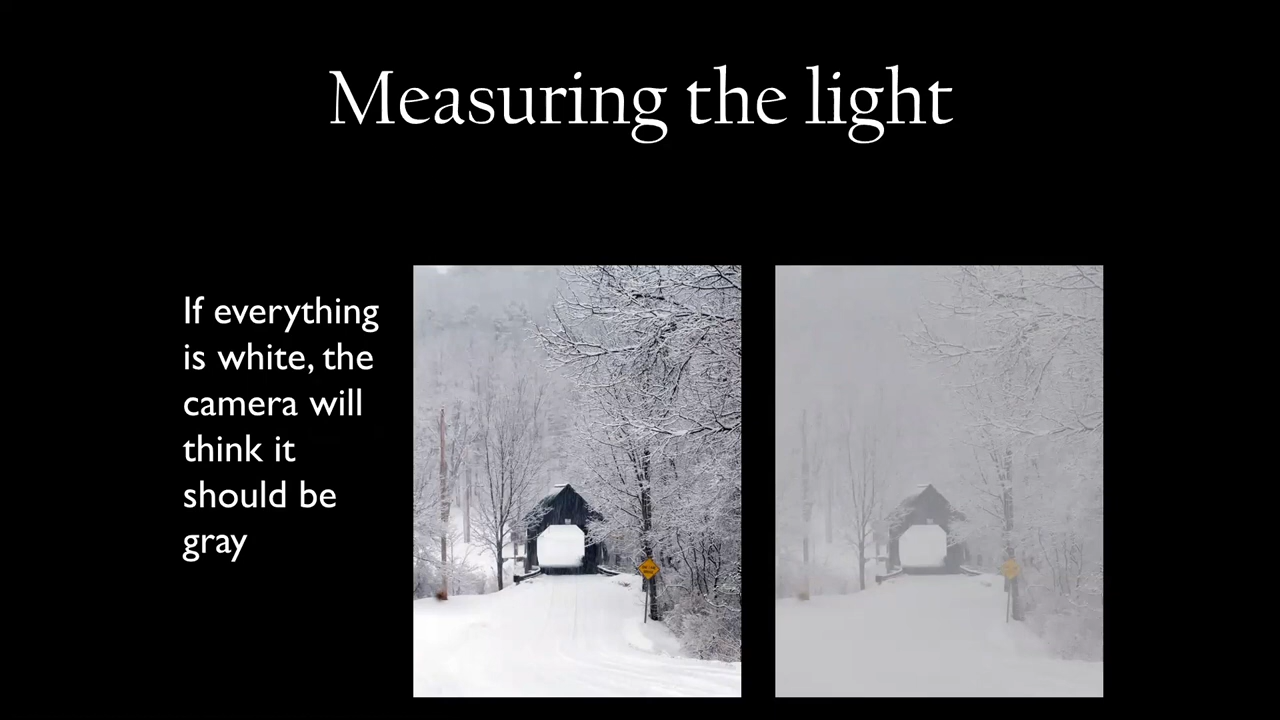 Measuring the light
If everything
is white, the
camera will
think it
should be
gray